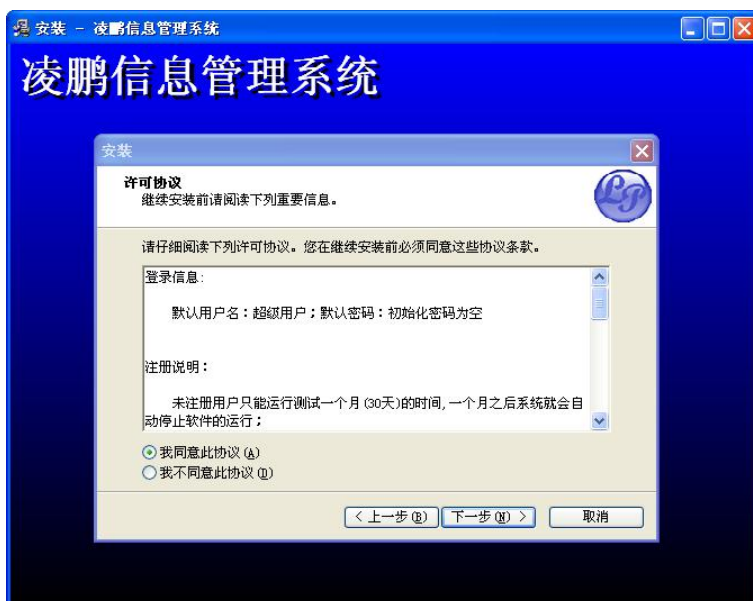 安装 - 凌鹏信息管理系统
凌鹏信息管理系统
安装
许可协议
继续安装前请阅读下列重要信息。
LP
请仔细阅读下列许可协议。您在继续安装前必须同意这些协议条款。
登录信息:
默认用户名：超级用户；默认密码：初始化密码为空
注册说明：
未注册用户只能运行测试一个月(30天)的时间,一个月之后系统就会自
动停止软件的运行；
我同意此协议(A)
我不同意此协议(D)
< 上一步(B)
下一步(N) >
取消